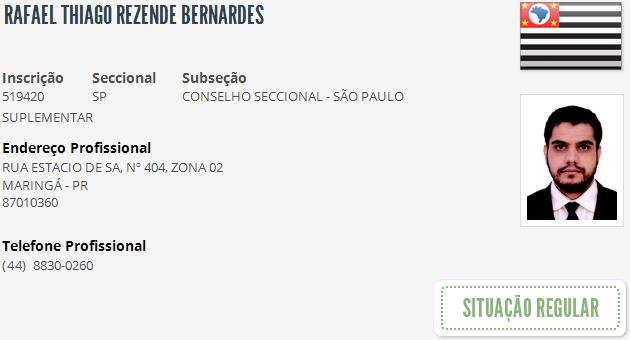 RAFAEL THIAGO REZENDE BERNARDES
Inscrição Seccional Subseção
519420 SP CONSELHO SECCIONAL - SÃO PAULO
SUPLEMENTAR
Endereço Profissional
RUA ESTACIO DE SA, Nº 404, ZONA 02
MARINGÁ - PR
87010360
Telefone Profissional
(44) 8830-0260
SITUAÇÃO REGULAR